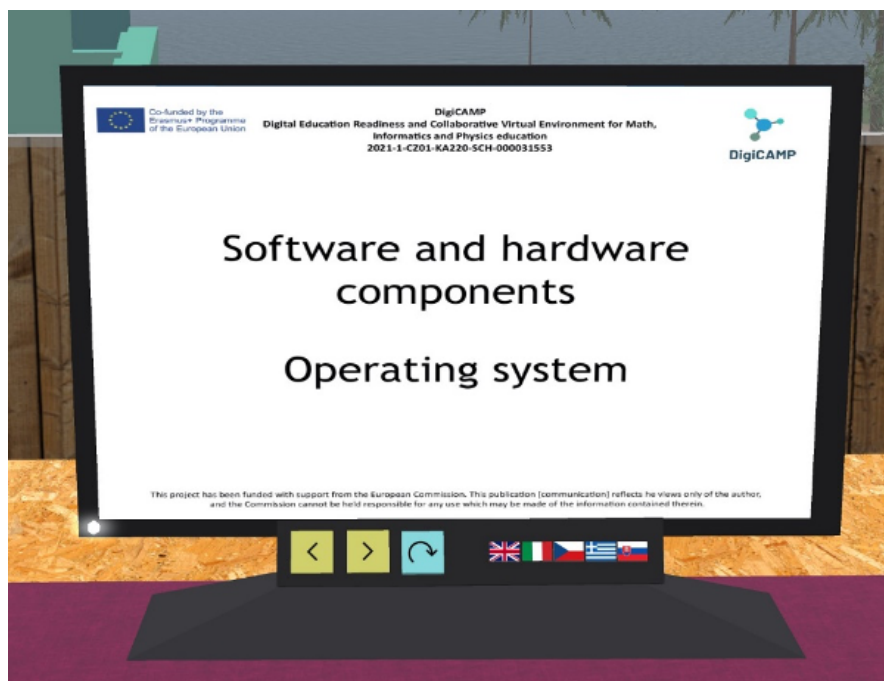 Co-funded by the
Erasmus+ Programme
of the European Union
DigiCAMP
Digital Education Readiness and Collaborative Virtual Environment for Math,
Informatics and Physics education
2021-1-CZ01-KA220-SCH-000031553
DigiCAMP
Software and hardware
components
Operating system
This project has been funded with support from the European Commission. This publication [communication] reflects he views only of the author,
and the Commission cannot be held responsible for any use which may be made of the information contained therein.